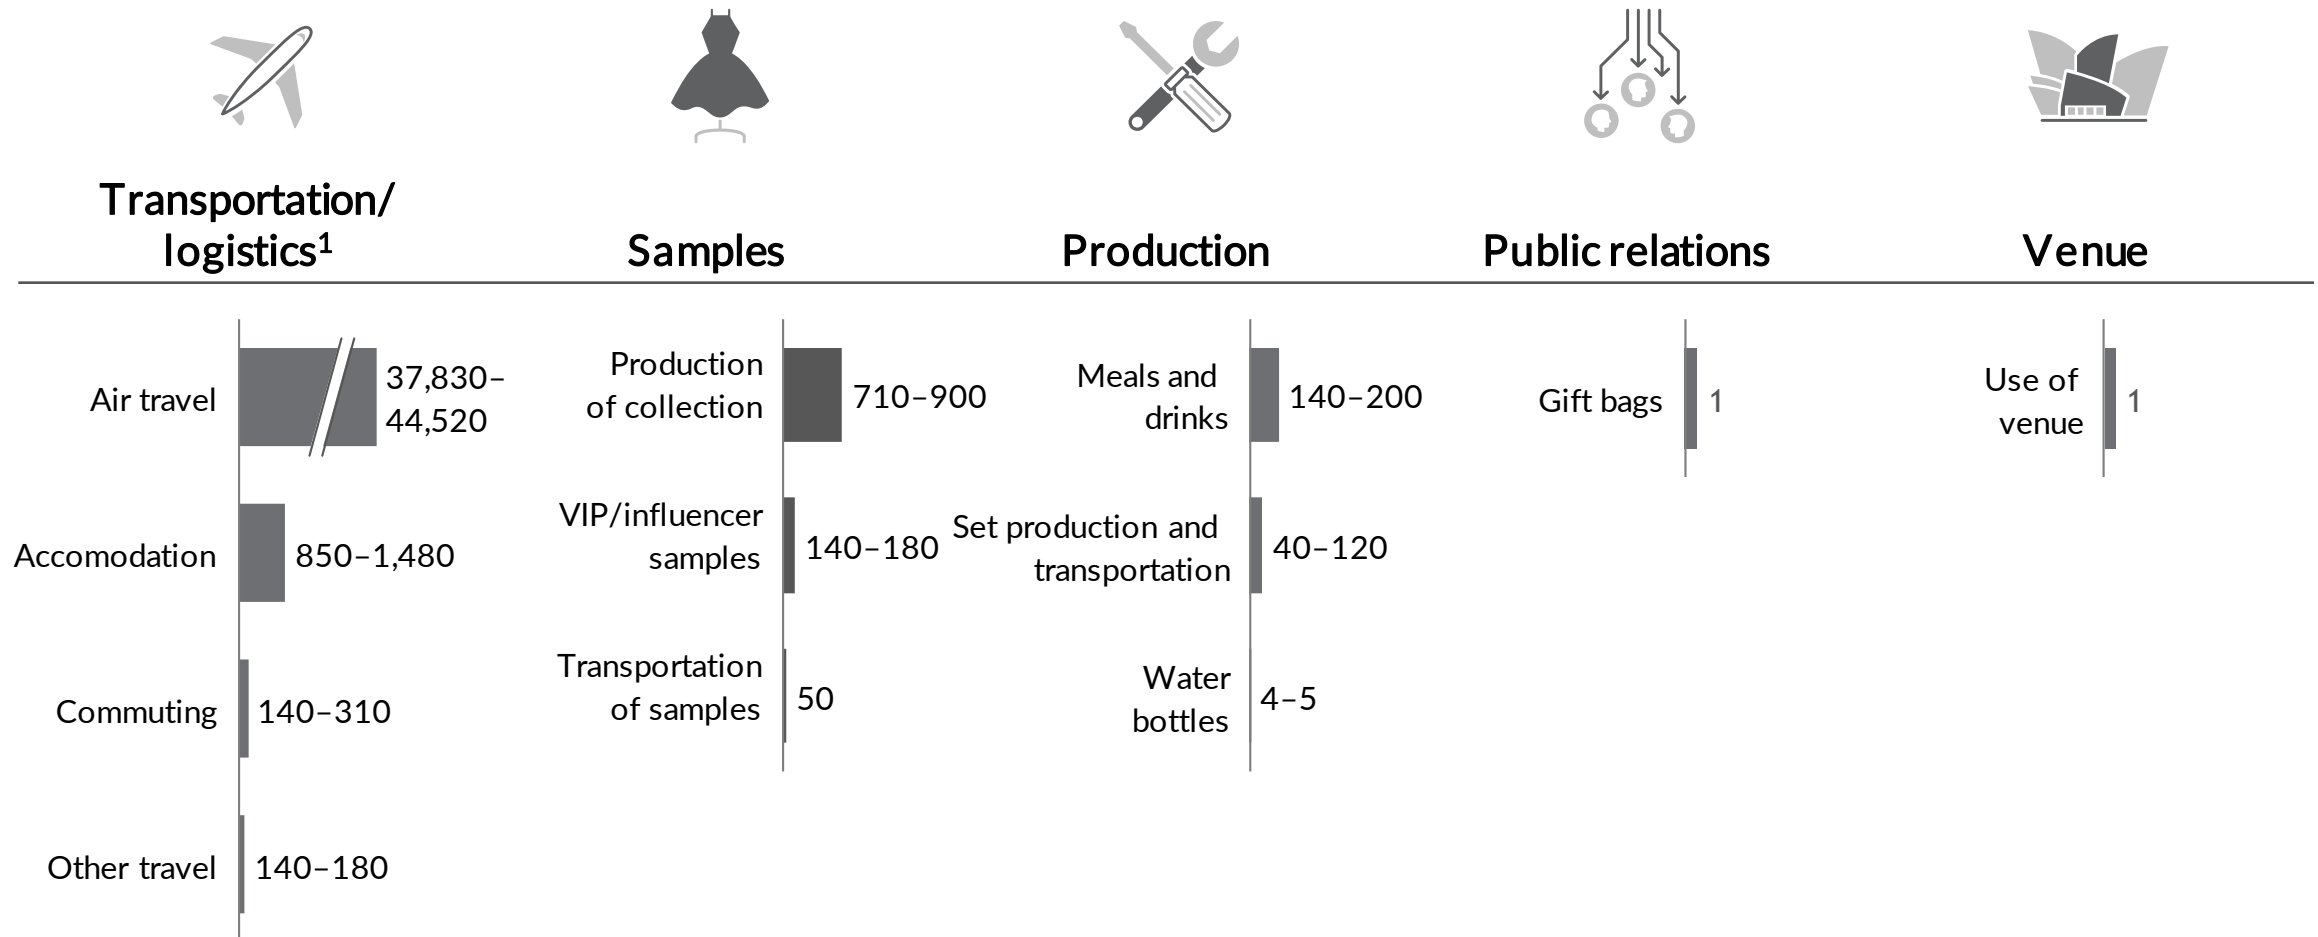 Transportation/
logistics¹
Samples
Production
Public relations
Venue
Air travel
37,830–
44,520
Accomodation
850–1,480
Commuting
140–310
Other travel
140–180
Production
of collection
710–900
VIP/influencer
samples
140–180
Transportation
of samples
50
Meals and
drinks
140–200
Set production and
transportation
40–120
Water
bottles
4–5
Gift bags
1
Use of
venue
1